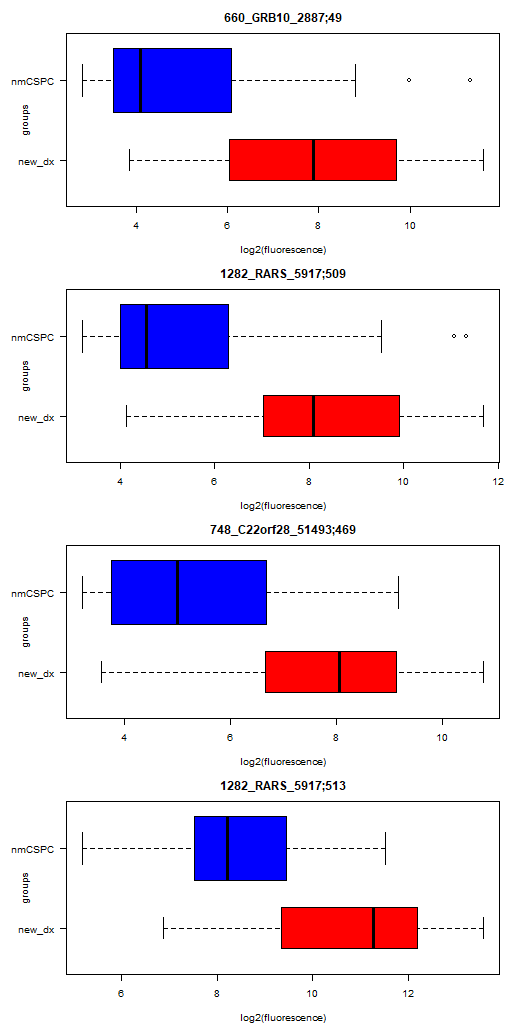 660_GRB10_2887;49
nmCSPC
groups
new_dx
4 6 8 10
log2(fluorescence)
1282_RARS_5917;509
nmCSPC
groups
new_dx
4 6 8 10 12
log2(fluorescence)
748_C22orf28_51493;469
nmCSPC
groups
new_dx
4 6 8 10
log2(fluorescence)
1282_RARS_5917;513
nmCSPC
groups
new_dx
6 8 10 12
log2(fluorescence)